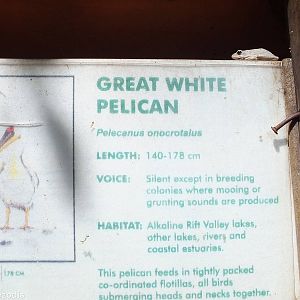 GREAT WHITE
PELICAN
Pelecenus onocrotalus
LENGTH: 140-178 cm
VOICE: Silent except in breeding
colonies where mooing or
grunting sounds are produced
HABITAT: Alkaline Rift Valley lakes,
other lakes, rivers and
coastal estuaries.
This pelican feeds in tightly packed
co-ordinated flotillas, all birds
submerging heads and necks together.
178 CM